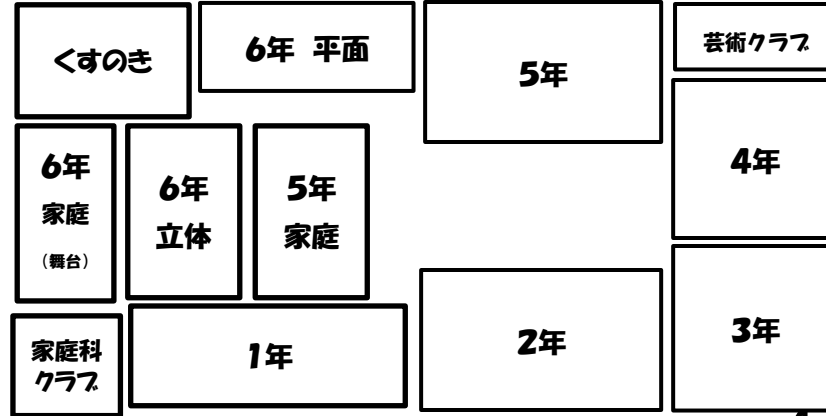 くすのき
6年 平面
5年
芸術クラブ
6年
家庭
(舞台)
6年
立体
5年
家庭
4年
家庭科
クラブ
1年
2年
3年